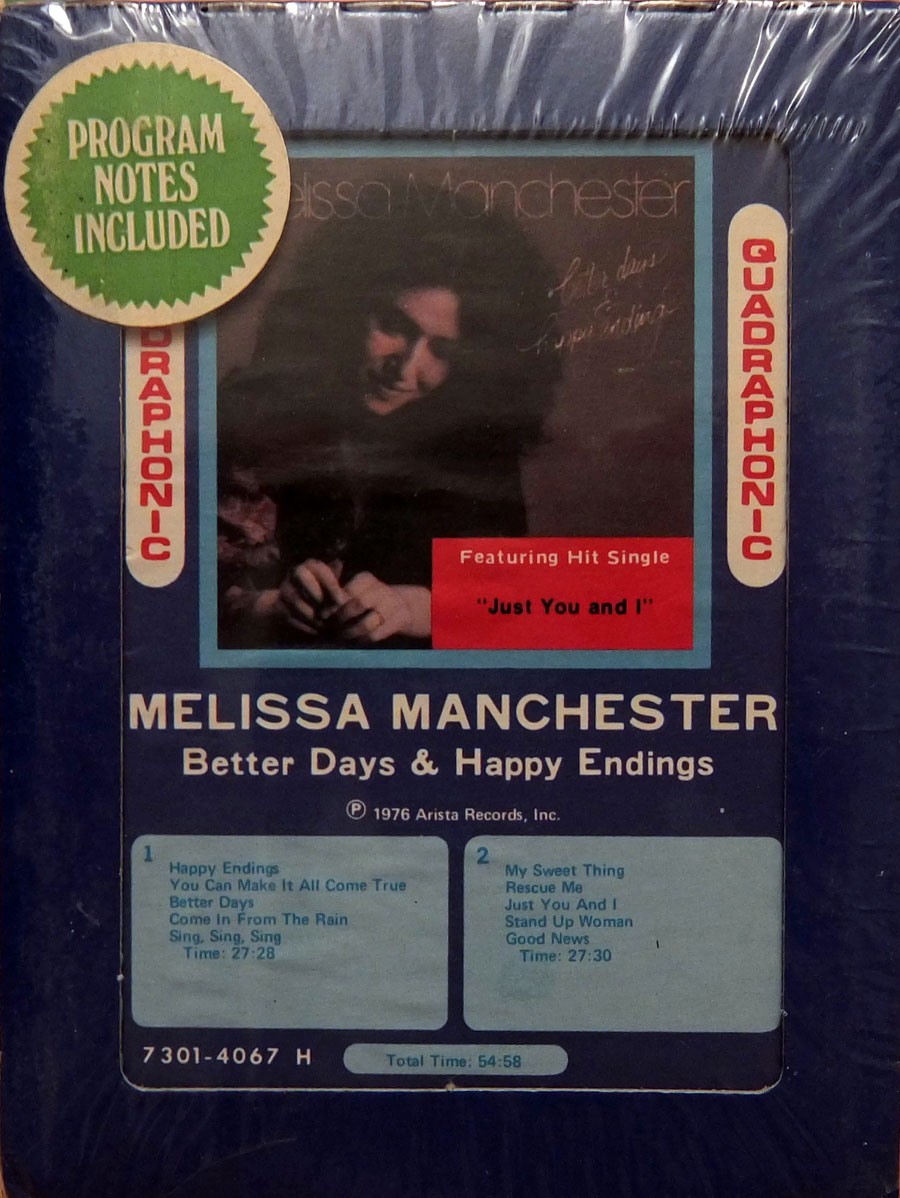 PROGRAM
NOTES
INCLUDED
elissa Manchester
better days
&
happy endings
DRAPHONIC
QUADRAPHONIC
Featuring Hit Single
"Just You and I"
MELISSA MANCHESTER
Better Days & Happy Endings
Ⓟ 1976 Arista Records, Inc.
1
Happy Endings
You Can Make It All Come True
Better Days
Come In From The Rain
Sing, Sing, Sing
Time: 27:28
2
My Sweet Thing
Rescue Me
Just You And I
Stand Up Woman
Good News
Time: 27:30
7301-4067 H
Total Time: 54:58